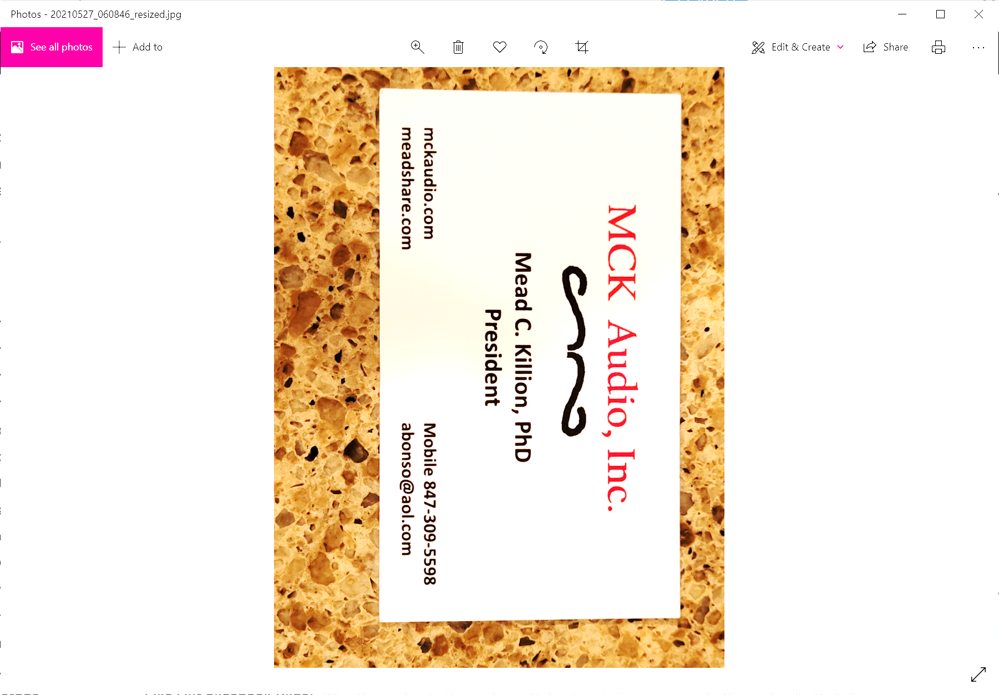 Photos - 20210527_060846_resized.jpg
See all photos
Add to
Edit & Create
Share
MCK Audio, Inc.
Mead C. Killion, PhD
President
mckaudio.com
meadshare.com
Mobile 847-309-5598
abonso@aol.com